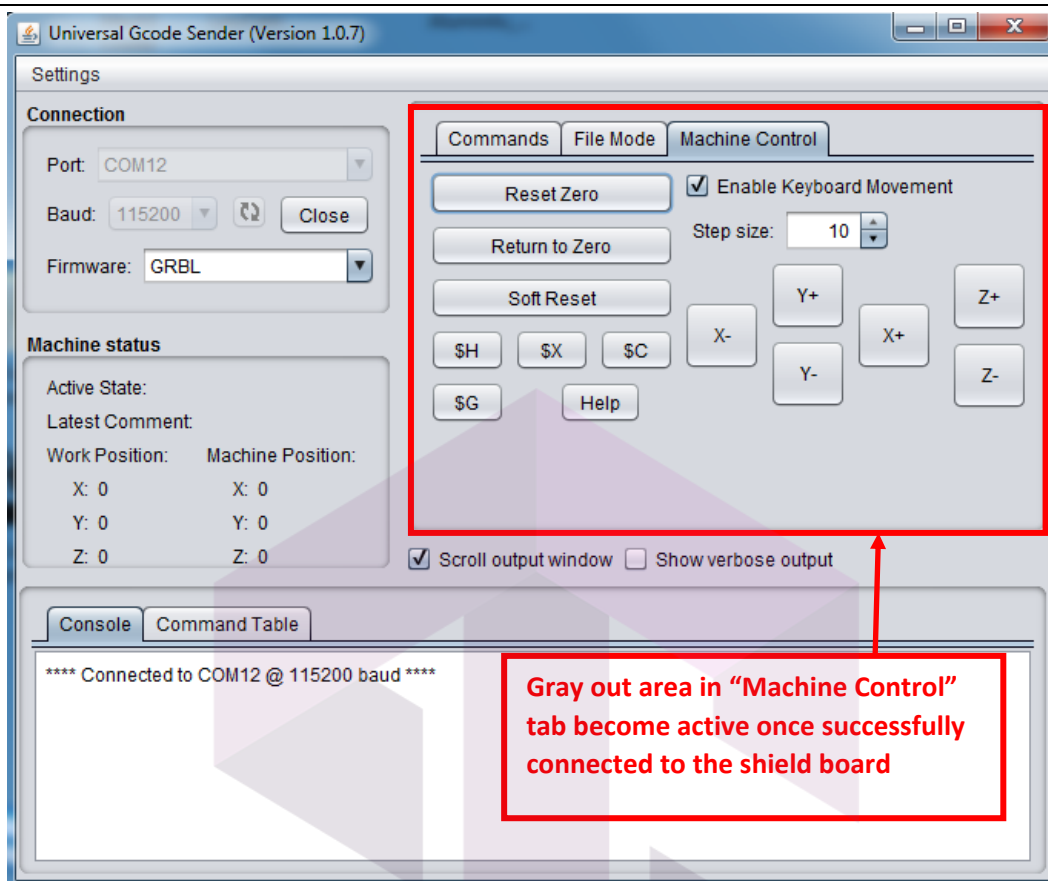 Universal Gcode Sender (Version 1.0.7)
Settings
Connection
Port: COM12
Baud: 115200 Close
Firmware: GRBL
Machine status
Active State:
Latest Comment:
Work Position: Machine Position:
X: 0 X: 0
Y: 0 Y: 0
Z: 0 Z: 0
Commands File Mode Machine Control
Reset Zero
Return to Zero
Soft Reset
$H $X $C
$G Help
Enable Keyboard Movement
Step size: 10
Y+ Z+
X- X+
Y- Z-
Scroll output window Show verbose output
Console Command Table
**** Connected to COM12 @ 115200 baud ****
Gray out area in “Machine Control”
tab become active once successfully
connected to the shield board